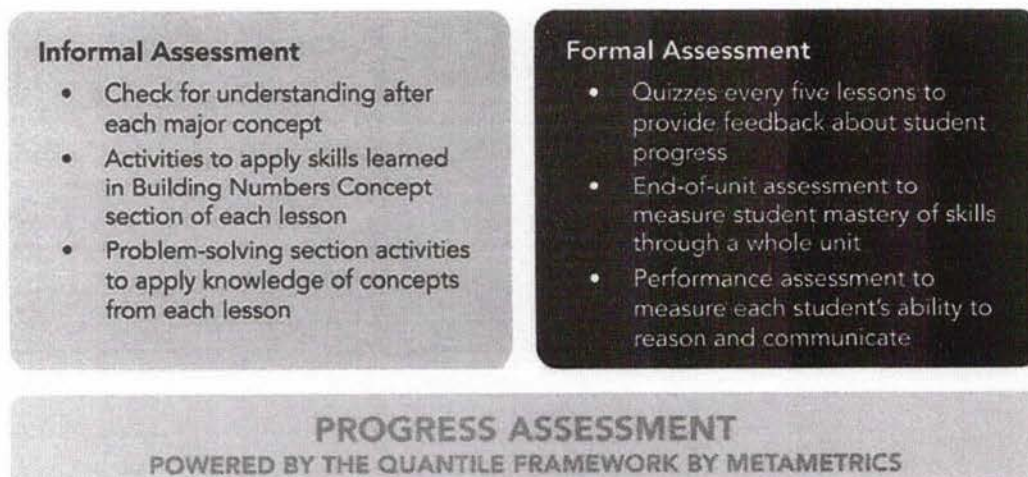 Informal Assessment
• Check for understanding after
each major concept
• Activities to apply skills learned
in Building Numbers Concept
section of each lesson
• Problem-solving section activities
to apply knowledge of concepts
from each lesson
Formal Assessment
• Quizzes every five lessons to
provide feedback about student
progress
• End-of-unit assessment to
measure student mastery of skills
through a whole unit
• Performance assessment to
measure each student's ability to
reason and communicate
PROGRESS ASSESSMENT
POWERED BY THE QUANTILE FRAMEWORK BY METAMETRICS